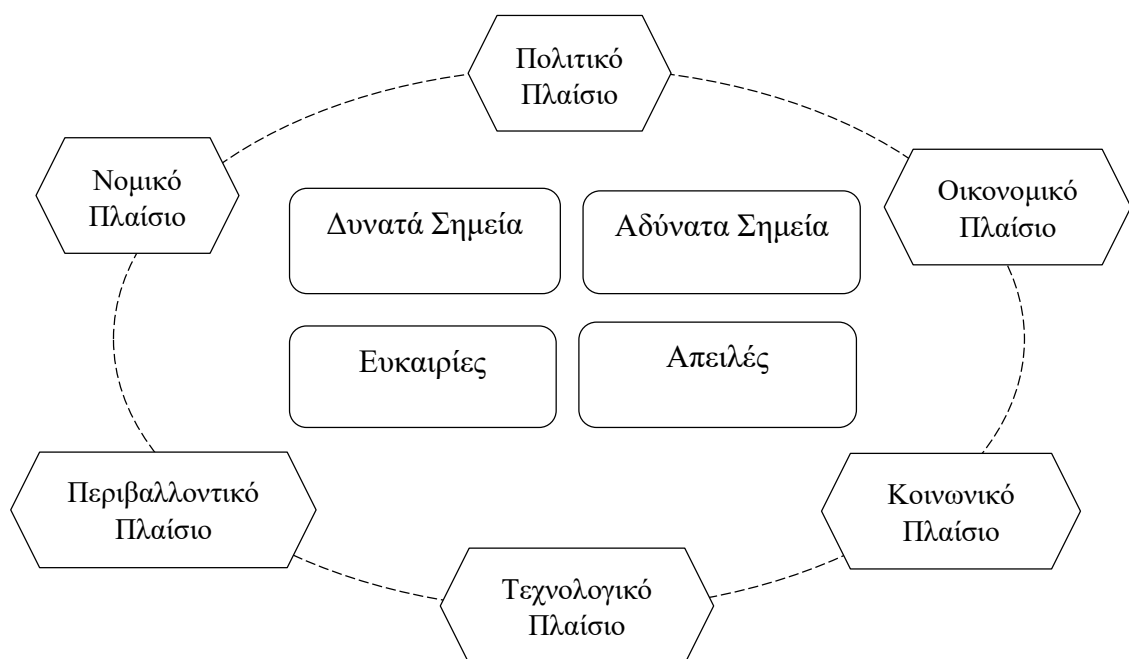 Πολιτικό
Πλαίσιο
Νομικό
Πλαίσιο
Οικονομικό
Πλαίσιο
Δυνατά Σημεία
Αδύνατα Σημεία
Ευκαιρίες
Απειλές
Περιβαλλοντικό
Πλαίσιο
Κοινωνικό
Πλαίσιο
Τεχνολογικό
Πλαίσιο